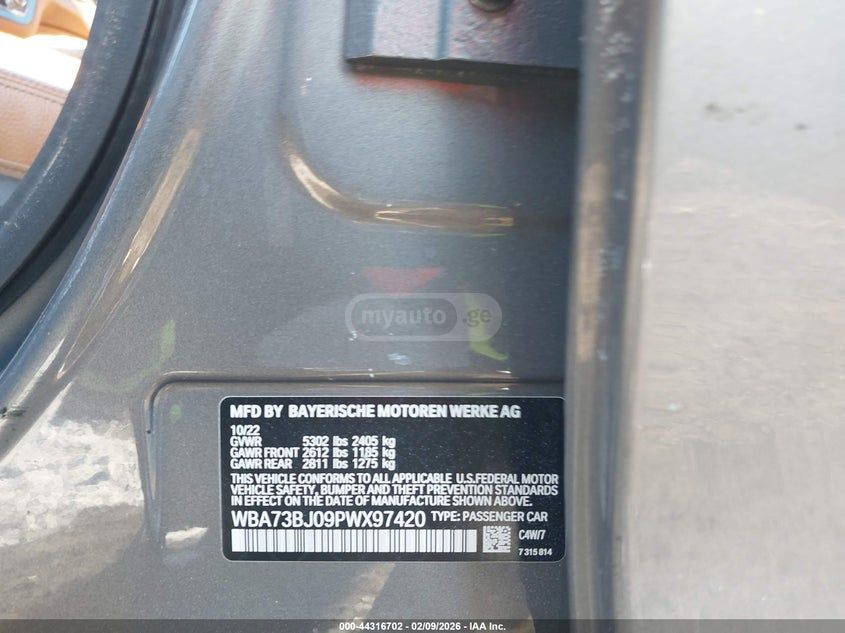 myauto.ge
MFD BY BAYERISCHE MOTOREN WERKE AG
10/22
GVWR 5302 lbs 2405 kg
GAWR FRONT 2612 lbs 1185 kg
GAWR REAR 2811 lbs 1275 kg
THIS VEHICLE CONFORMS TO ALL APPLICABLE U.S.FEDERAL MOTOR
VEHICLE SAFETY, BUMPER AND THEFT PREVENTION STANDARDS
IN EFFECT ON THE DATE OF MANUFACTURE SHOWN ABOVE.
WBA73BJ09PWX97420 TYPE: PASSENGER CAR
C4W/7
7 315 814
000-44316702 - 02/09/2026 - IAA Inc.